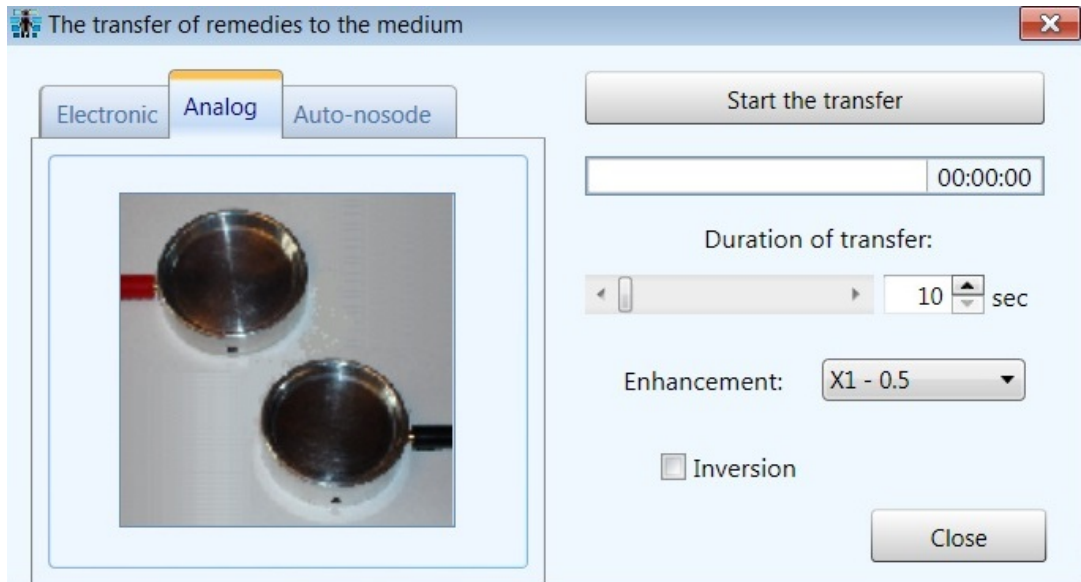 The transfer of remedies to the medium
Electronic
Analog
Auto-nosode
Start the transfer
00:00:00
Duration of transfer:
10 sec
Enhancement:
X1 - 0.5
Inversion
Close